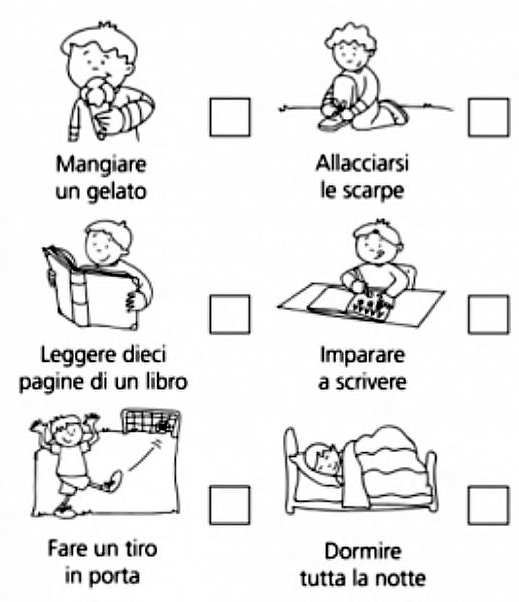 Mangiare
un gelato
Allacciarsi
le scarpe
Leggere dieci
pagine di un libro
Imparare
a scrivere
Fare un tiro
in porta
Dormire
tutta la notte